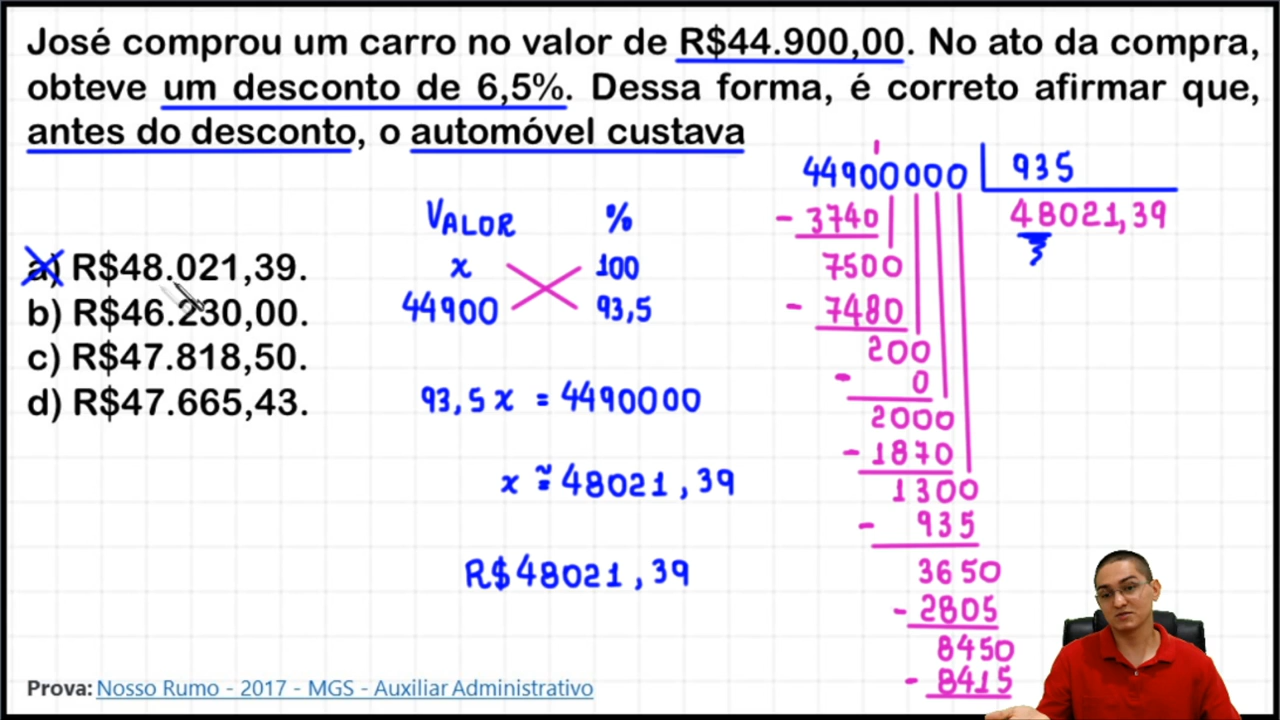 José comprou um carro no valor de R$44.900,00. No ato da compra,
obteve um desconto de 6,5%. Dessa forma, é correto afirmar que,
antes do desconto, o automóvel custava
a) R$48.021,39.
b) R$46.230,00.
c) R$47.818,50.
d) R$47.665,43.
VALOR %
x 100
44900 93,5
93,5x = 4490000
x ≅ 48021,39
R$48021,39
1
44900000 935
- 3740 48021,39
7500
- 7480
200
- 0
2000
- 1870
1300
- 935
3650
- 2805
8450
- 8415
Prova: Nosso Rumo - 2017 - MGS - Auxiliar Administrativo